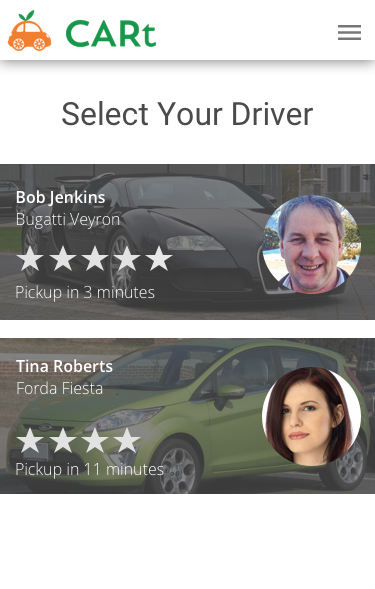 CARt
Select Your Driver
Bob Jenkins
Bugatti Veyron
Pickup in 3 minutes
Tina Roberts
Forda Fiesta
Pickup in 11 minutes